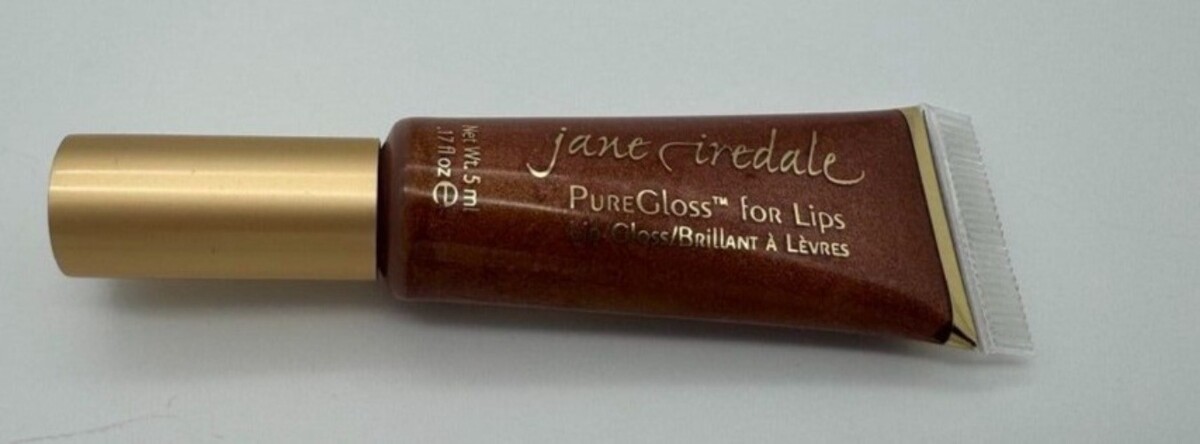 jane iredale
PureGloss™ for Lips
Lip Gloss/Brillant à Lèvres
Net Wt. 5 ml
.17 fl oz ℮